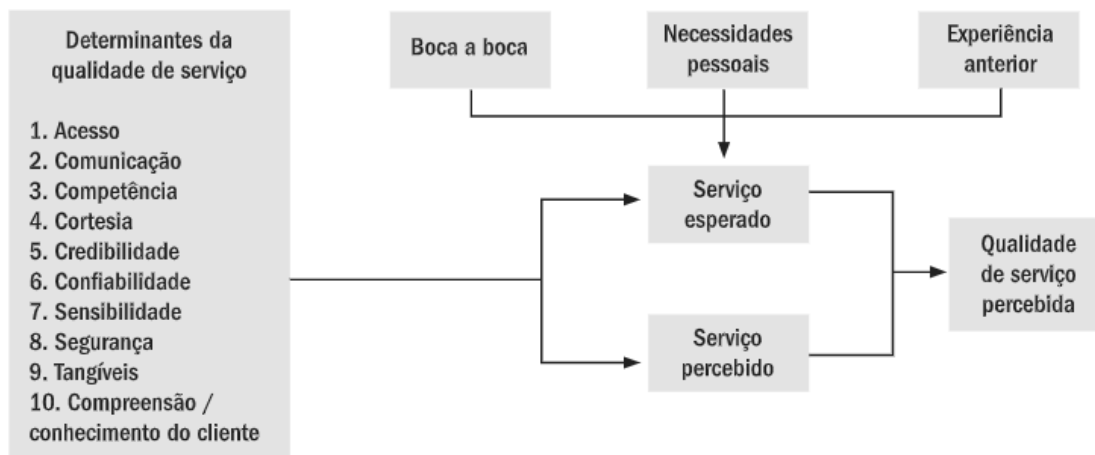 Determinantes da
qualidade de serviço
1. Acesso
2. Comunicação
3. Competência
4. Cortesia
5. Credibilidade
6. Confiabilidade
7. Sensibilidade
8. Segurança
9. Tangíveis
10. Compreensão /
conhecimento do cliente
Boca a boca
Necessidades
pessoais
Experiência
anterior
Serviço
esperado
Serviço
percebido
Qualidade
de serviço
percebida